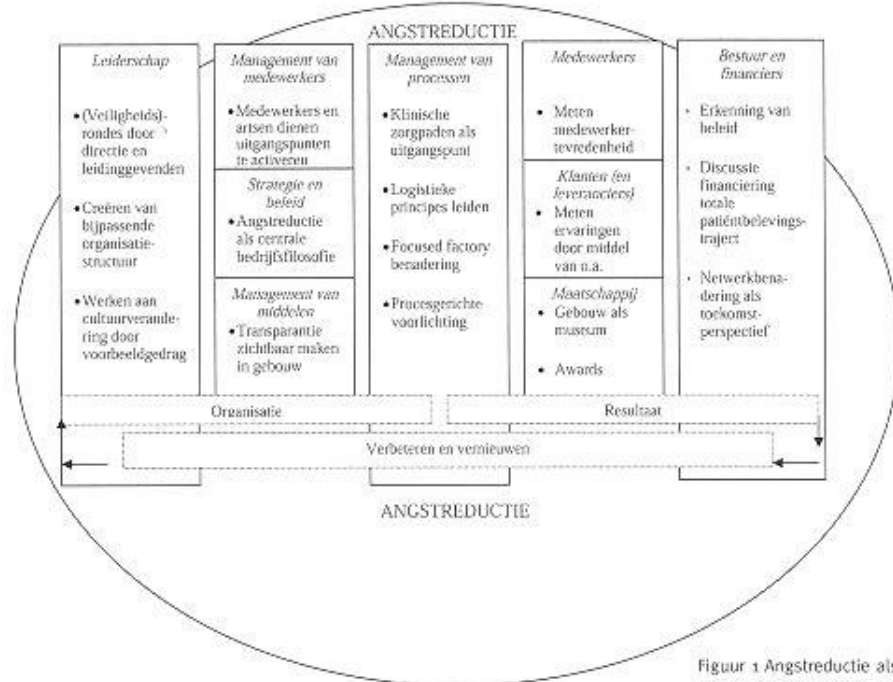 ANGSTREDUCTIE
Leiderschap
•(Veiligheids)-
rondes door
directie en
leidinggevenden
•Creëren van
bijpassende
organisatie-
structuur
•Werken aan
cultuurverande-
ring door
voorbeeldgedrag
Management van
medewerkers
•Medewerkers en
artsen dienen
uitgangspunten
te activeren
Strategie en
beleid
•Angstreductie
als centrale
bedrijfsfilosofie
Management van
middelen
•Transparantie
zichtbaar maken
in gebouw
Management van
processen
•Klinische
zorgpaden als
uitgangspunt
•Logistieke
principes leiden
•Focused factory
benadering
•Procesgerichte
voorlichting
Medewerkers
• Meten
medewerker-
tevredenheid
Klanten (en
leveranciers)
• Meten
ervaringen
door middel
van o.a.
Maatschappij
• Gebouw als
museum
• Awards
Bestuur en
financiers
• Erkenning van
beleid
• Discussie
financiering
totale
patiëntbelevings-
traject
• Netwerkbena-
dering als
toekomst-
perspectief
Organisatie
Resultaat
Verbeteren en vernieuwen
ANGSTREDUCTIE
Figuur 1 Angstreductie als